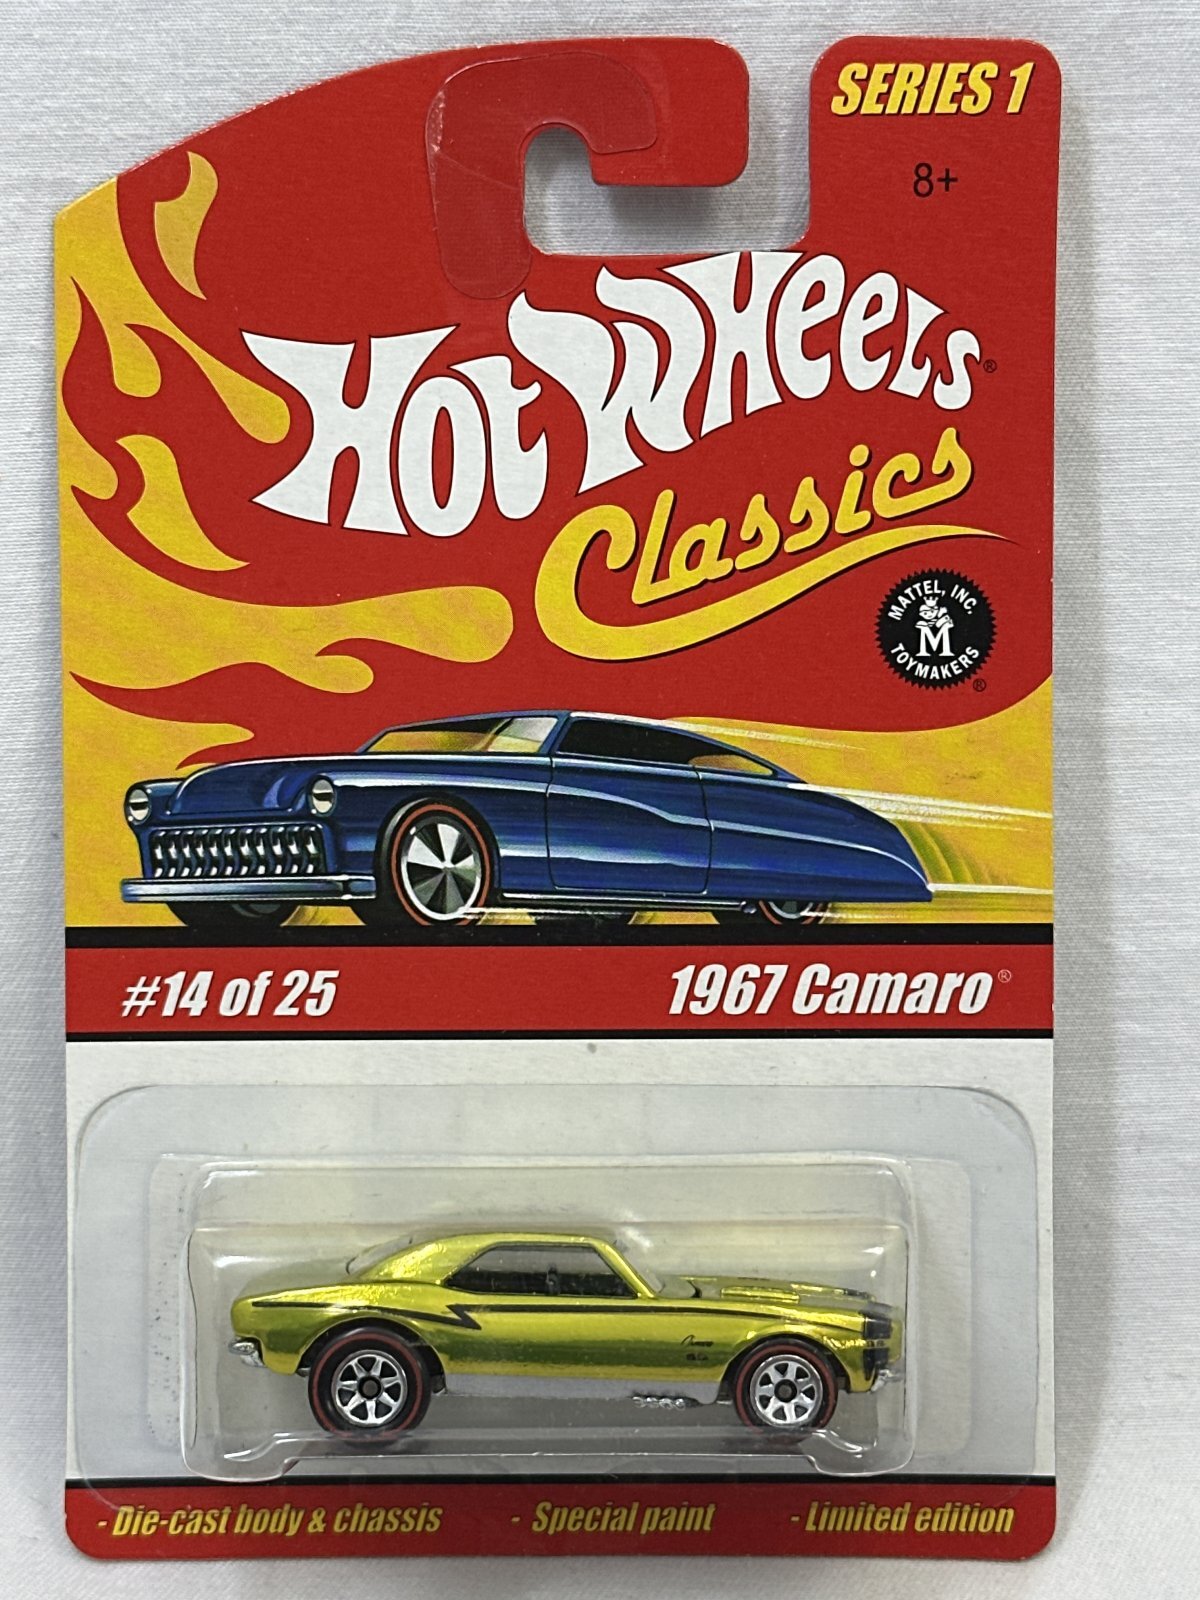 SERIES 1
8+
Hot Wheels®
Classics
MATTEL, INC.
M
TOYMAKERS
®
#14 of 25
1967 Camaro®
Camaro
- Die-cast body & chassis - Special paint - Limited edition